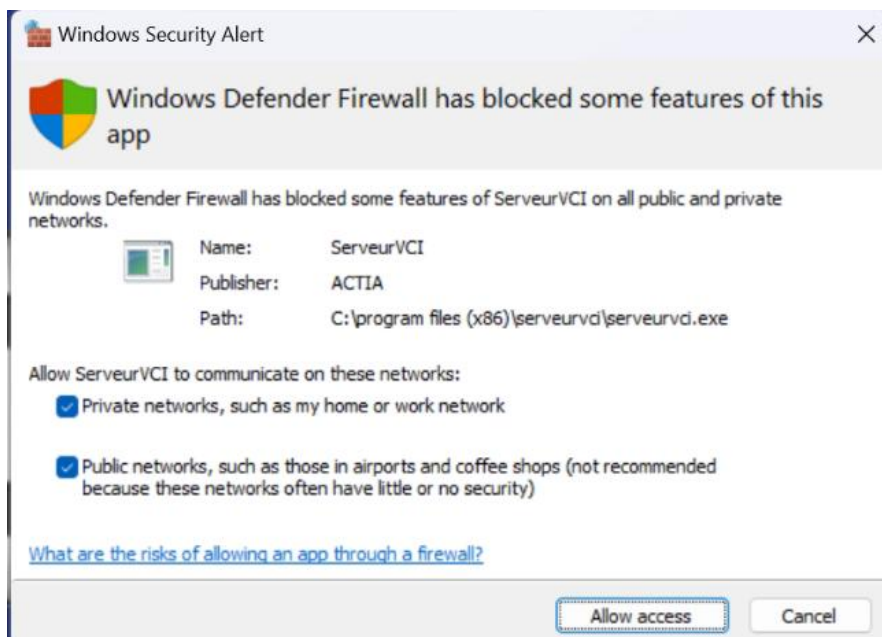 Windows Security Alert
Windows Defender Firewall has blocked some features of this
app
Windows Defender Firewall has blocked some features of ServeurVCI on all public and private
networks.
Name: ServeurVCI
Publisher: ACTIA
Path: C:\program files (x86)\serveurvci\serveurvci.exe
Allow ServeurVCI to communicate on these networks:
Private networks, such as my home or work network
Public networks, such as those in airports and coffee shops (not recommended
because these networks often have little or no security)
What are the risks of allowing an app through a firewall?
Allow access Cancel